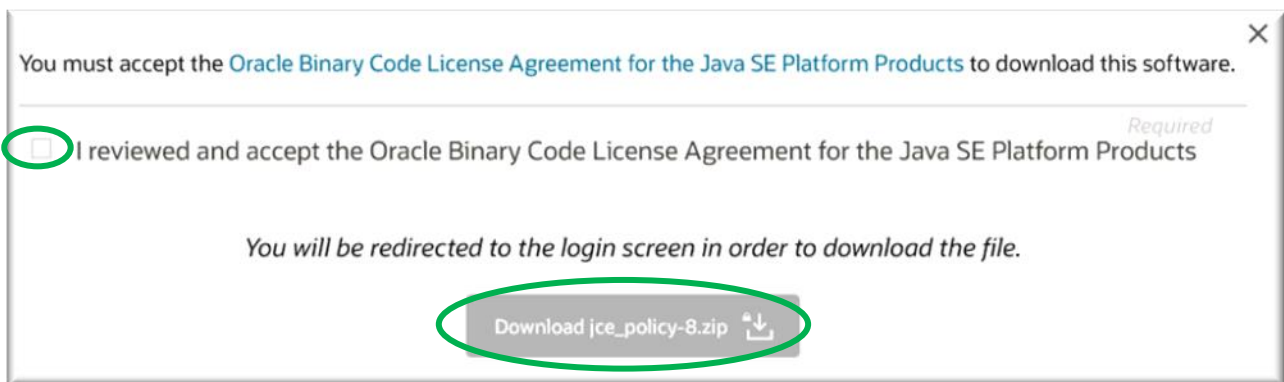 You must accept the Oracle Binary Code License Agreement for the Java SE Platform Products to download this software.
Required
I reviewed and accept the Oracle Binary Code License Agreement for the Java SE Platform Products
You will be redirected to the login screen in order to download the file.
Download jce_policy-8.zip